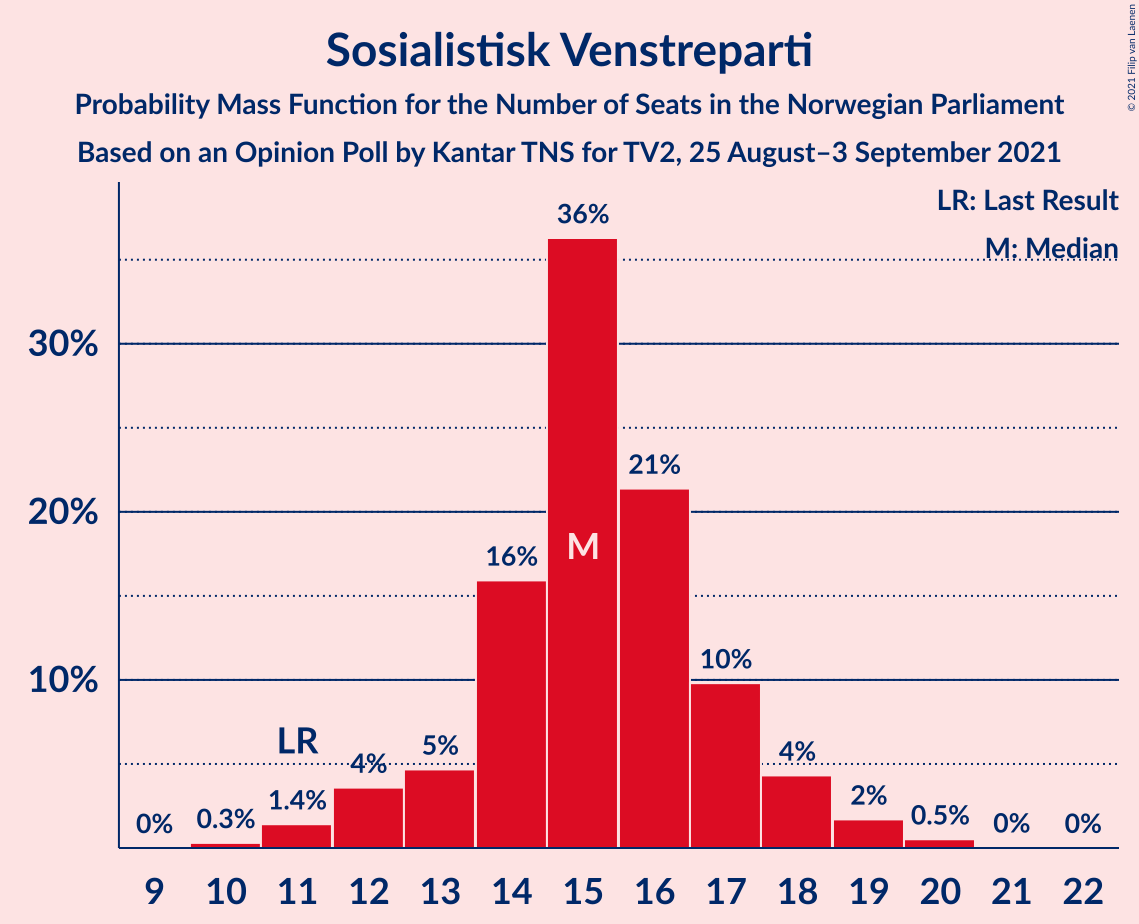 Sosialistisk Venstreparti
Probability Mass Function for the Number of Seats in the Norwegian Parliament
Based on an Opinion Poll by Kantar TNS for TV2, 25 August–3 September 2021
© 2021 Filip van Laenen
LR: Last Result
M: Median
30%
20%
10%
0%
0.3%
1.4%
LR
4%
5%
16%
36%
M
21%
10%
4%
2%
0.5%
0%
0%
9 10 11 12 13 14 15 16 17 18 19 20 21 22